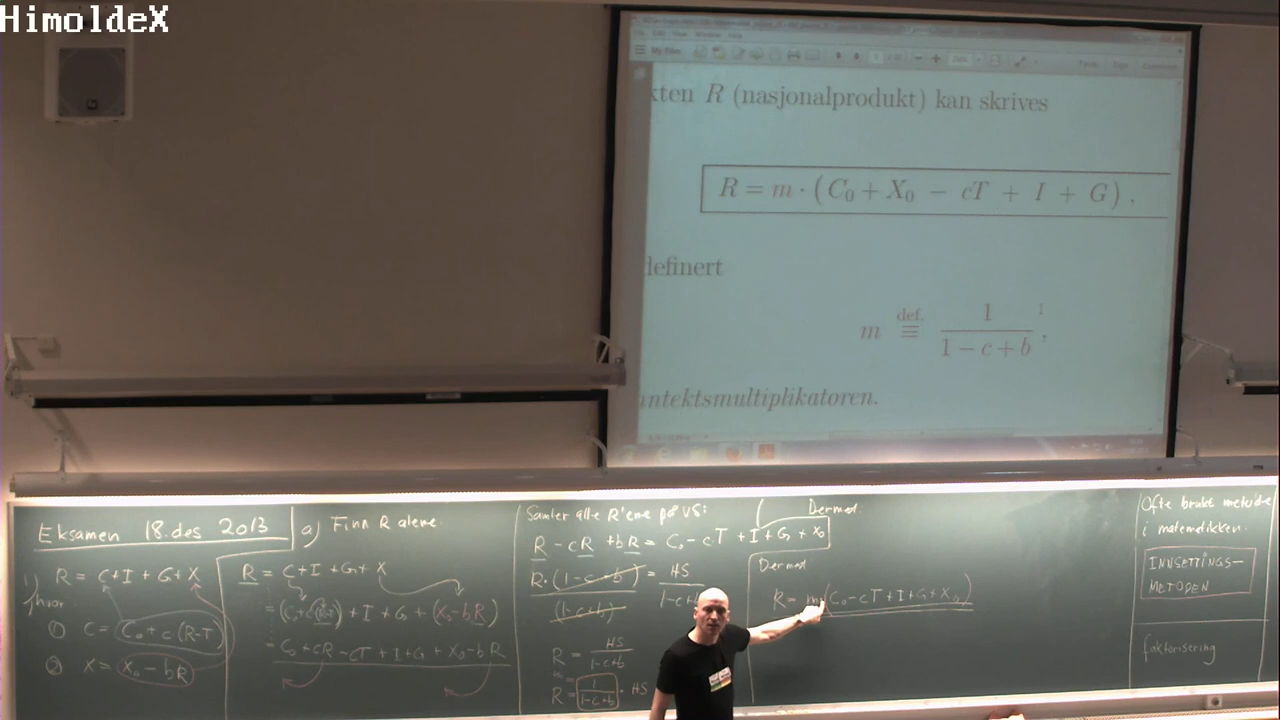 HimoldeX
My Files
kten R (nasjonalprodukt) kan skrives
R = m · ( C₀ + X₀ − cT + I + G ) ,
definert
m ≡ def. 1 / (1 − c + b) ,
ntektsmultiplikatoren.
Eksamen 18. des 2013
R = C + I + G + X
hvor
① C = C₀ + c · (R - T)
② X = X₀ - bR
a) Finn R alene.
R = C + I + G + X
+ I + G + (X₀ - bR)
= C₀ + cR - cT + I + G + X₀ - bR
Samler alle R'ene på VS:
R - cR + bR = C₀ - cT + I + G + X₀
R · (1 - c + b) = HS
(1 - c + b)
R = HS / (1 - c + b)
R = 1 / (1 - c + b) · HS
Dermed
Dermed
R = m (C₀ - cT + I + G + X₀)
Ofte brukt metode
i matematikken.
INNSETTINGS-
METODEN
faktorisering